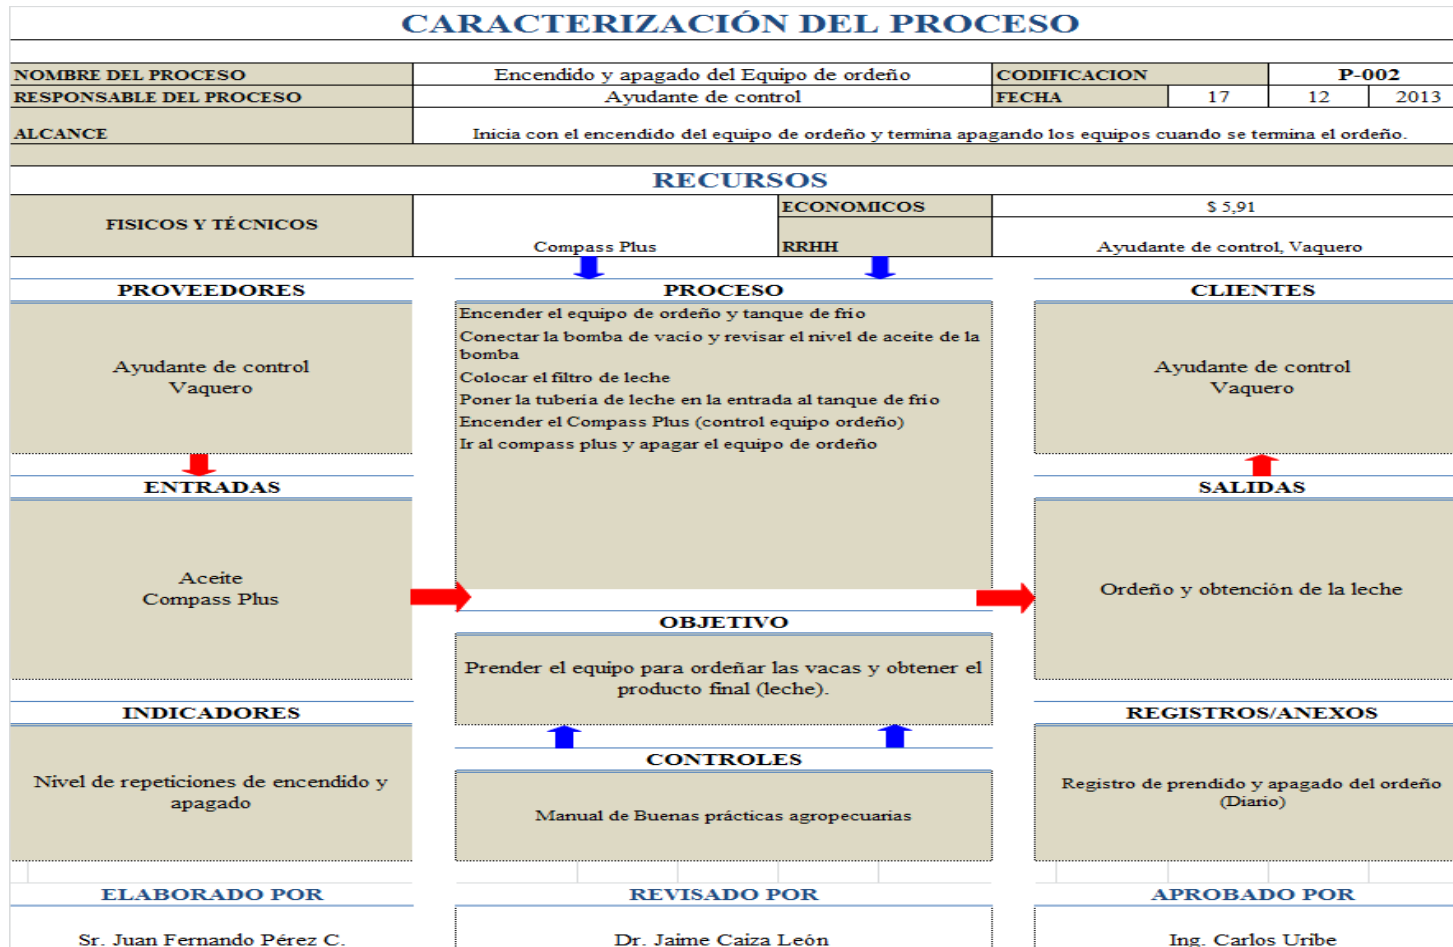 CARACTERIZACIÓN DEL PROCESO
NOMBRE DEL PROCESO Encendido y apagado del Equipo de ordeño CODIFICACION P-002
RESPONSABLE DEL PROCESO Ayudante de control FECHA 17 12 2013
ALCANCE Inicia con el encendido del equipo de ordeño y termina apagando los equipos cuando se termina el ordeño.
RECURSOS
FISICOS Y TÉCNICOS
Compass Plus
ECONOMICOS $ 5,91
RRHH Ayudante de control, Vaquero
PROVEEDORES
Ayudante de control
Vaquero
ENTRADAS
Aceite
Compass Plus
INDICADORES
Nivel de repeticiones de encendido y
apagado
PROCESO
Encender el equipo de ordeño y tanque de frio
Conectar la bomba de vacio y revisar el nivel de aceite de la
bomba
Colocar el filtro de leche
Poner la tuberia de leche en la entrada al tanque de frio
Encender el Compass Plus (control equipo ordeño)
Ir al compass plus y apagar el equipo de ordeño
OBJETIVO
Prender el equipo para ordeñar las vacas y obtener el
producto final (leche).
CONTROLES
Manual de Buenas prácticas agropecuarias
CLIENTES
Ayudante de control
Vaquero
SALIDAS
Ordeño y obtención de la leche
REGISTROS/ANEXOS
Registro de prendido y apagado del ordeño
(Diario)
ELABORADO POR
Sr. Juan Fernando Pérez C.
REVISADO POR
Dr. Jaime Caiza León
APROBADO POR
Ing. Carlos Uribe